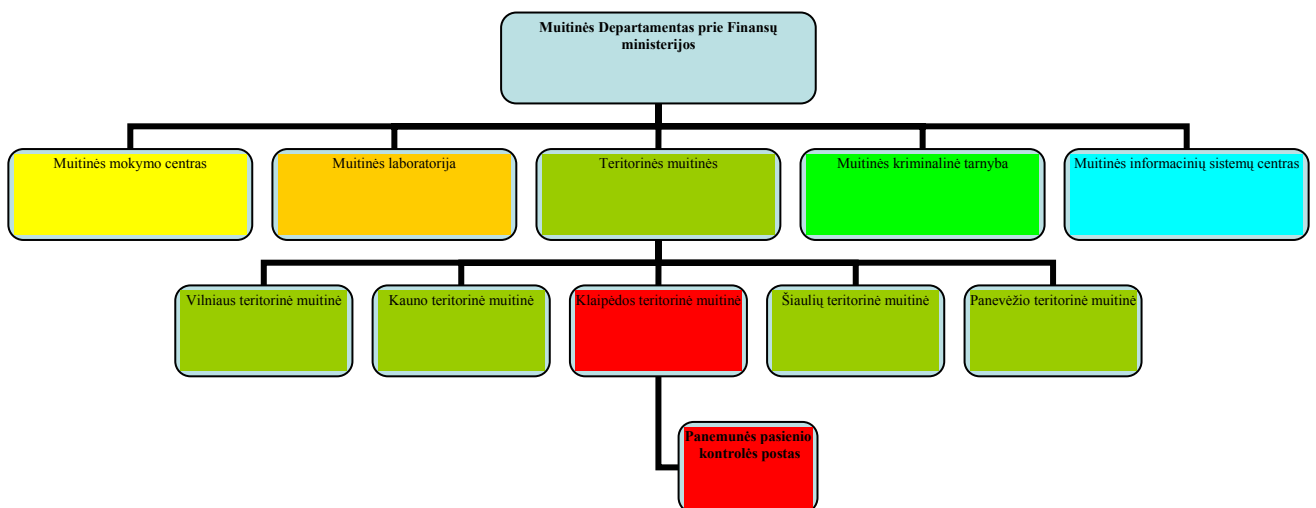 Muitinės Departamentas prie Finansų
ministerijos
Muitinės mokymo centras
Muitinės laboratorija
Teritorinės muitinės
Muitinės kriminalinė tarnyba
Muitinės informacinių sistemų centras
Vilniaus teritorinė muitinė
Kauno teritorinė muitinė
Klaipėdos teritorinė muitinė
Šiaulių teritorinė muitinė
Panevėžio teritorinė muitinė
Panemunės pasienio
kontrolės postas